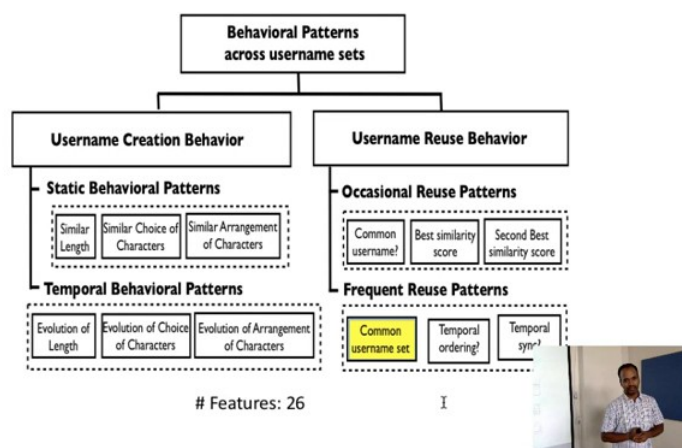 Behavioral Patterns
across username sets
Username Creation Behavior
Username Reuse Behavior
Static Behavioral Patterns
Similar
Length
Similar Choice of
Characters
Similar Arrangement
of Characters
Temporal Behavioral Patterns
Evolution of
Length
Evolution of Choice
of Characters
Evolution of Arrangement
of Characters
Occasional Reuse Patterns
Common
username?
Best similarity
score
Second Best
similarity score
Frequent Reuse Patterns
Common
username set
Temporal
ordering?
Temporal
sync?
# Features: 26